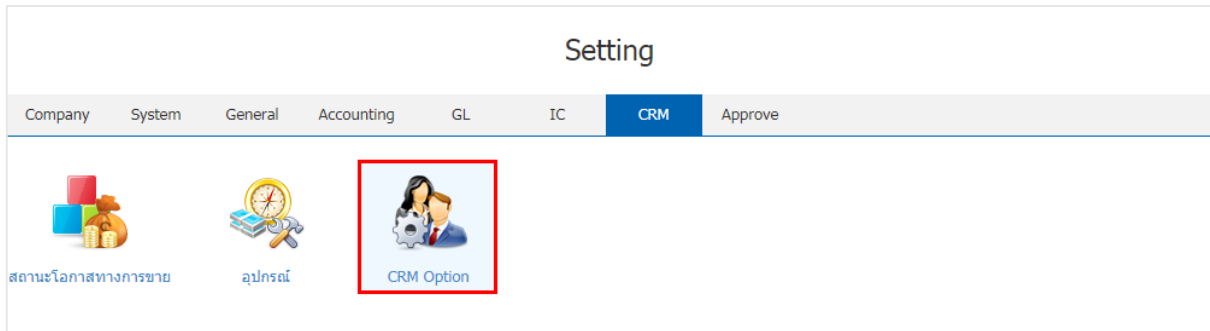 Setting
Company System General Accounting GL IC CRM Approve
สถานะโอกาสทางการขาย อุปกรณ์ CRM Option